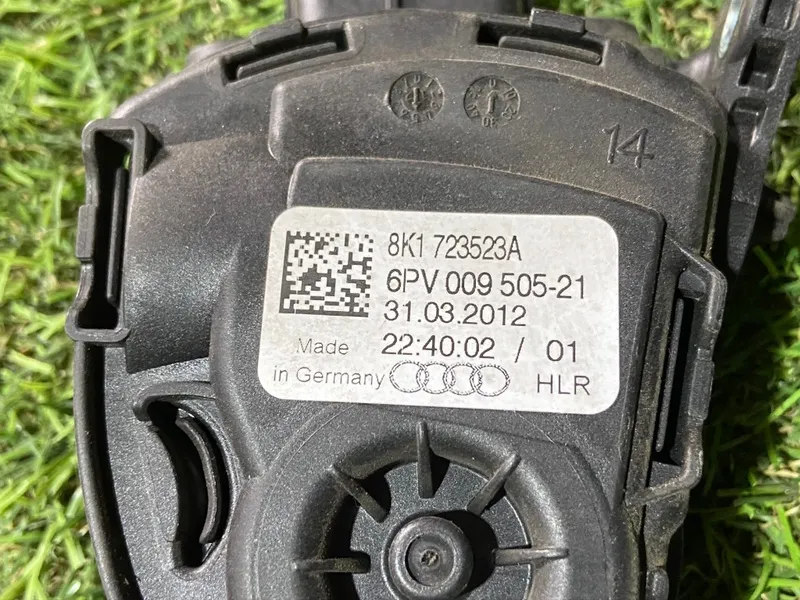 14
8K1 723523A
6PV 009 505-21
31.03.2012
Made 22:40:02 / 01
in Germany HLR